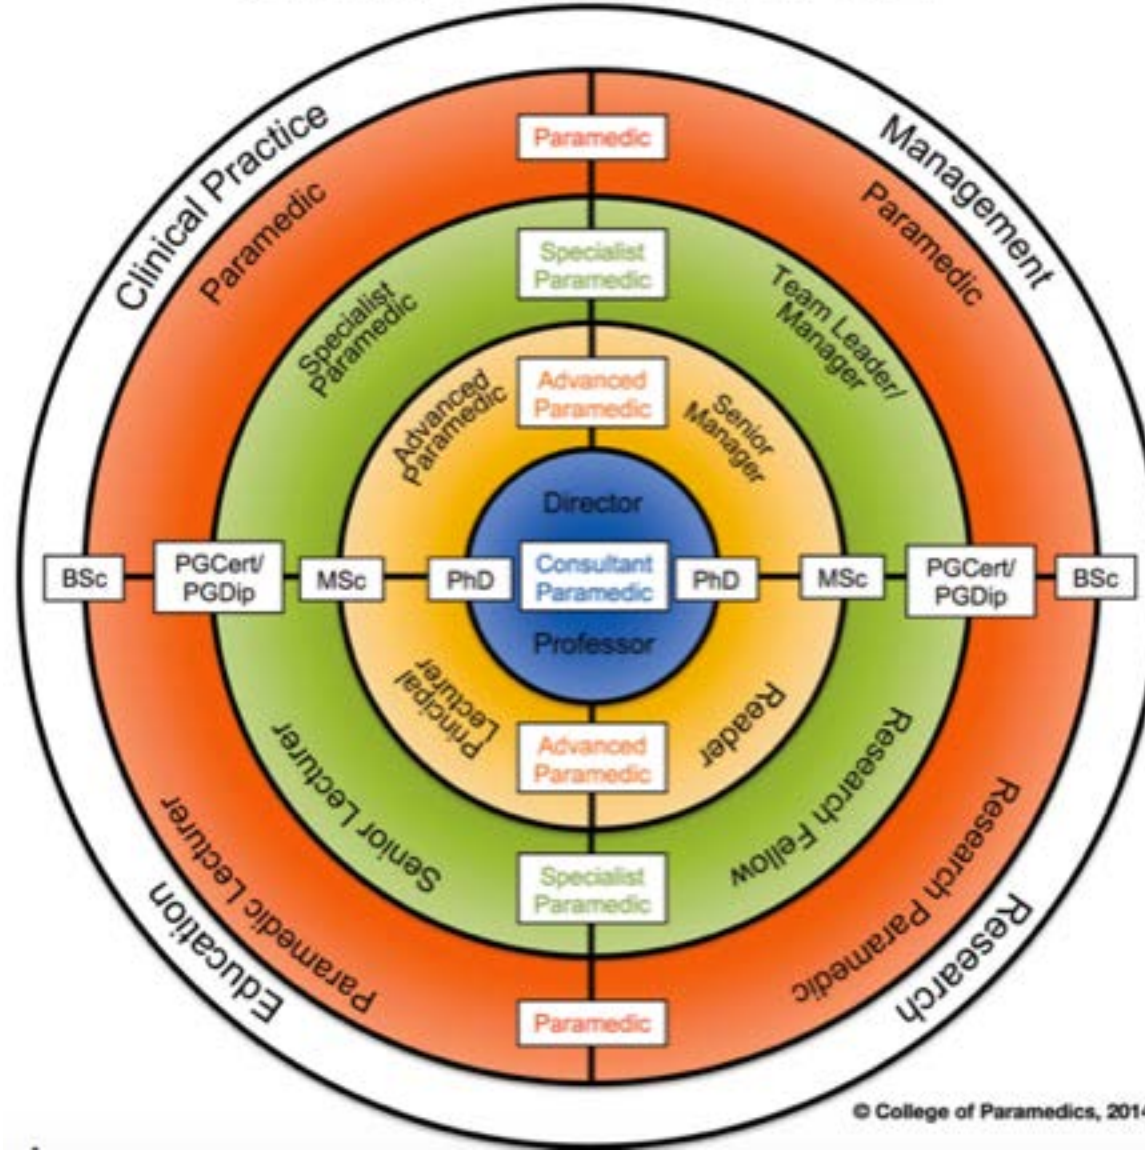 Clinical Practice
Management
Paramedic
Paramedic
Paramedic
Specialist
Paramedic
Specialist
Paramedic
Team Leader/
Manager
Advanced
Paramedic
Advanced
Paramedic
Senior
Manager
Director
BSc
PGCert/
PGDip
MSc
PhD
Consultant
Paramedic
PhD
MSc
PGCert/
PGDip
BSc
Professor
Principal
Lecturer
Advanced
Paramedic
Reader
Senior Lecturer
Specialist
Paramedic
Research Fellow
Paramedic Lecturer
Paramedic
Research Paramedic
Education
Research
© College of Paramedics, 2014